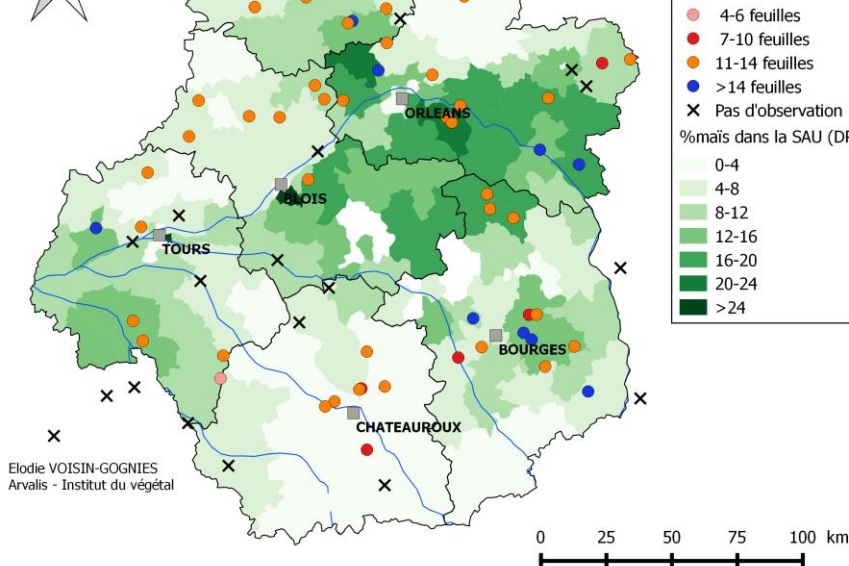 4-6 feuilles
7-10 feuilles
11-14 feuilles
>14 feuilles
Pas d'observation
%maïs dans la SAU (DP
0-4
4-8
8-12
12-16
16-20
20-24
>24
ORLEANS
BLOIS
TOURS
BOURGES
CHATEAUROUX
Elodie VOISIN-GOGNIES
Arvalis - Institut du végétal
0 25 50 75 100 km